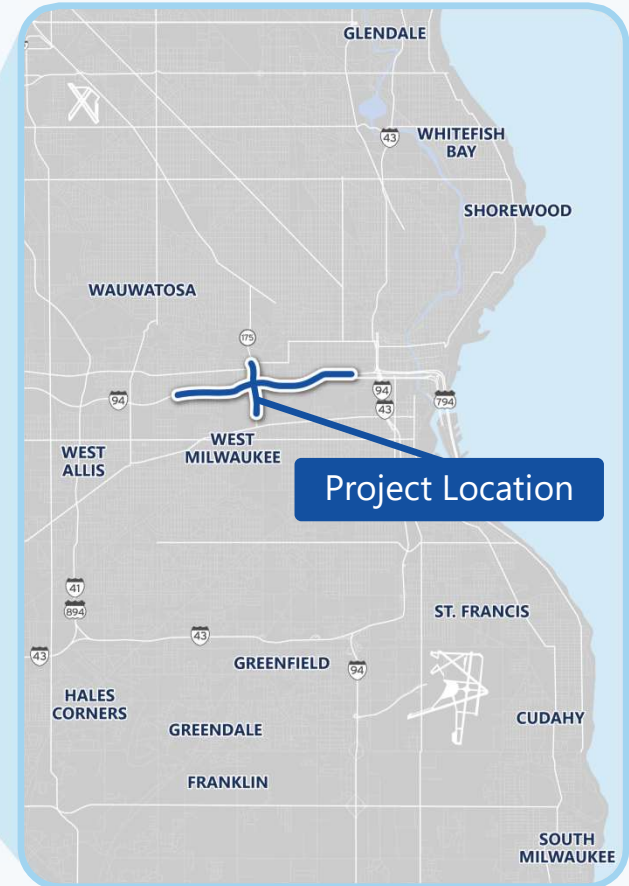 GLENDALE
43
WHITEFISH
BAY
SHOREWOOD
WAUWATOSA
175
94
94
43
794
WEST
ALLIS
WEST
MILWAUKEE
Project Location
41
894
43
43
ST. FRANCIS
GREENFIELD
94
HALES
CORNERS
GREENDALE
CUDAHY
FRANKLIN
SOUTH
MILWAUKEE